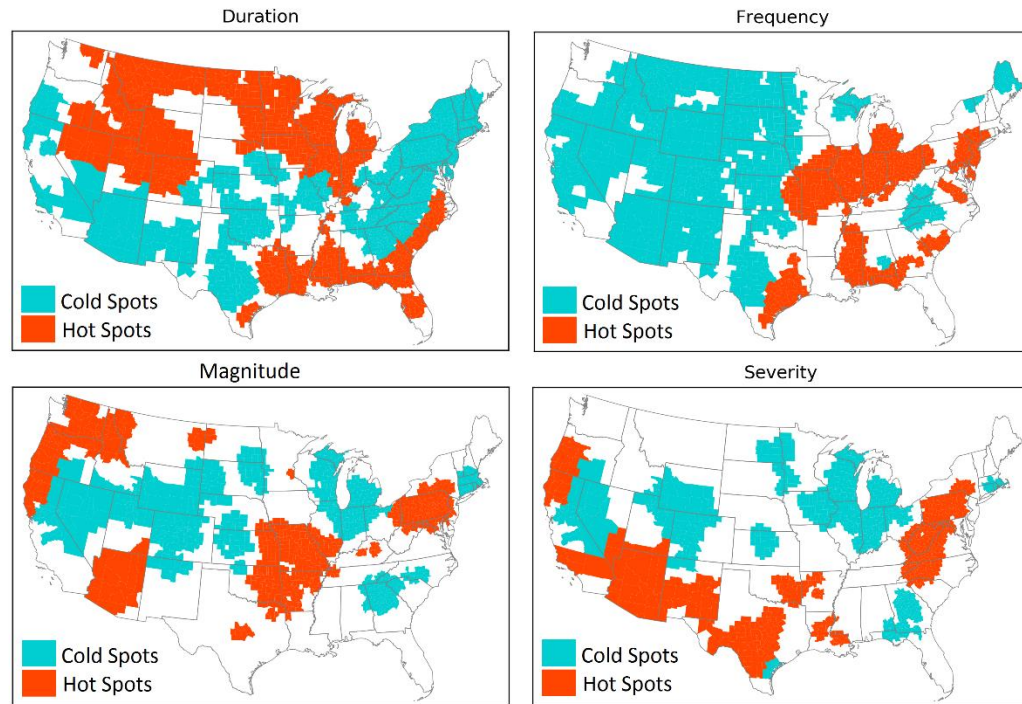 Duration
Cold Spots
Hot Spots
Frequency
Cold Spots
Hot Spots
Magnitude
Cold Spots
Hot Spots
Severity
Cold Spots
Hot Spots